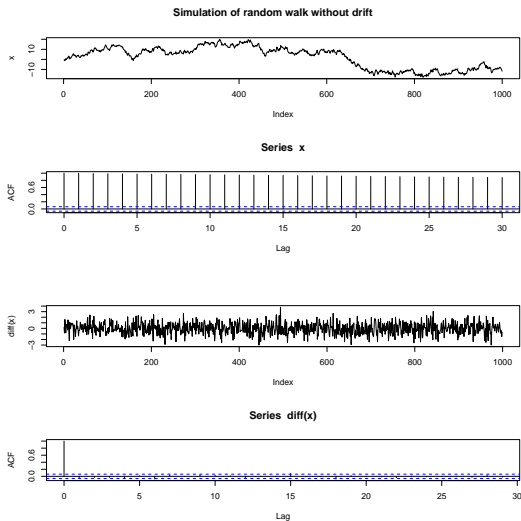 Simulation of random walk without drift
x
−10 10
0 200 400 600 800 1000
Index
Series x
ACF
0.0 0.6
0 5 10 15 20 25 30
Lag
diff(x)
−3 0 3
0 200 400 600 800 1000
Index
Series diff(x)
ACF
0.0 0.6
0 5 10 15 20 25 30
Lag